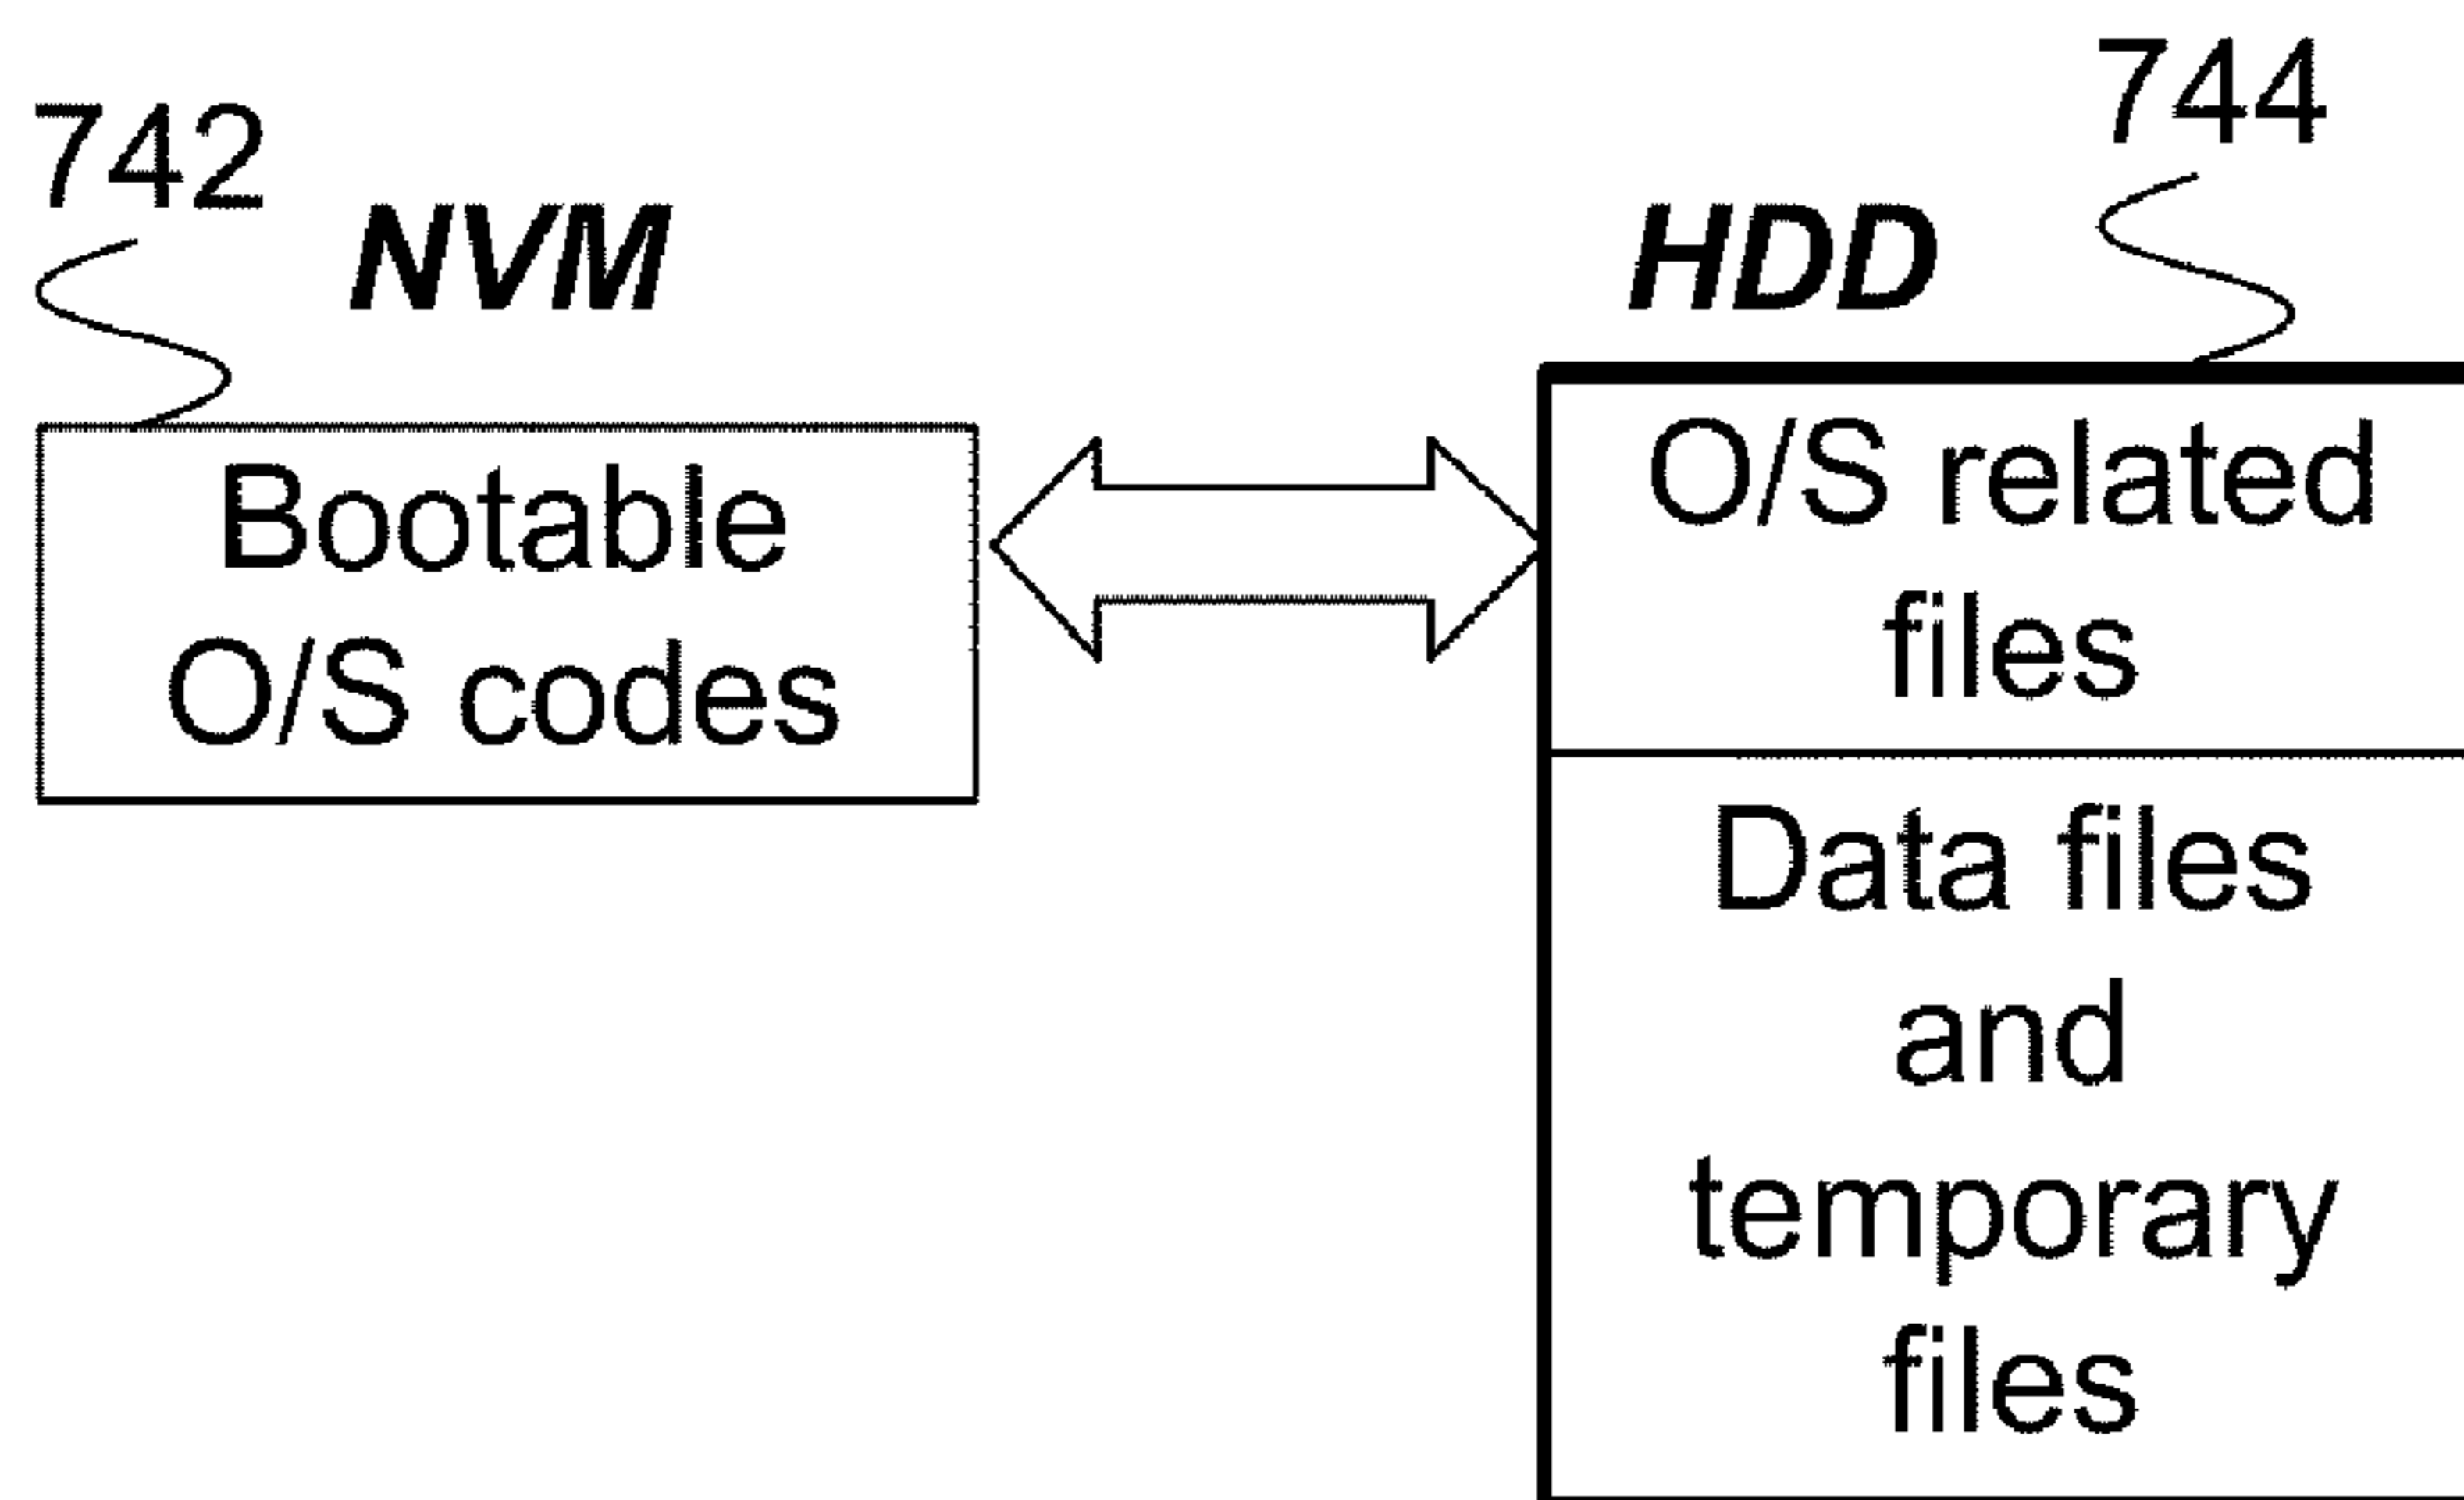 742
NVM
Bootable
O/S codes
744
HDD
O/S related
files
Data files
and
temporary
files